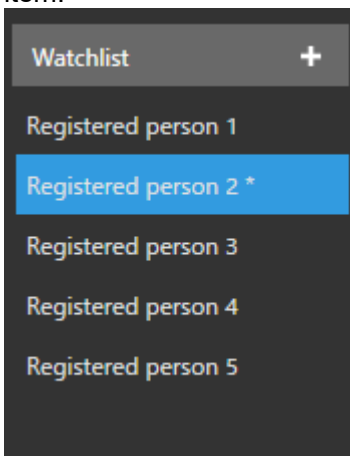 Watchlist +
Registered person 1
Registered person 2 *
Registered person 3
Registered person 4
Registered person 5